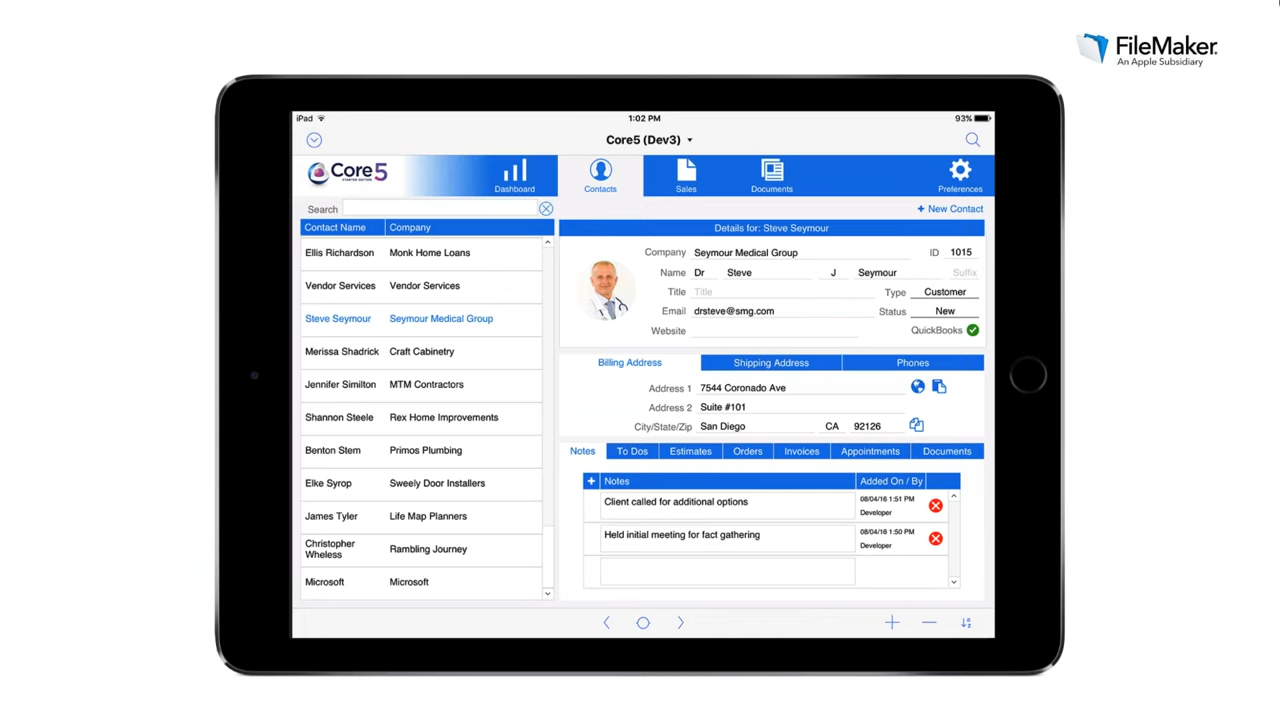 FileMaker
An Apple Subsidiary
iPad 1:02 PM 93%
Core5 (Dev3)
Core5
STARTER EDITION
Dashboard Contacts Sales Documents Preferences
Search
+ New Contact
Contact Name Company
Ellis Richardson Monk Home Loans
Vendor Services Vendor Services
Steve Seymour Seymour Medical Group
Merissa Shadrick Craft Cabinetry
Jennifer Similton MTM Contractors
Shannon Steele Rex Home Improvements
Benton Stem Primos Plumbing
Elke Syrop Sweely Door Installers
James Tyler Life Map Planners
Christopher
Wheless Rambling Journey
Microsoft Microsoft
Details for: Steve Seymour
Company Seymour Medical Group ID 1015
Name Dr Steve J Seymour Suffix
Title Title Type Customer
Email drsteve@smg.com Status New
Website QuickBooks
Billing Address Shipping Address Phones
Address 1 7544 Coronado Ave
Address 2 Suite #101
City/State/Zip San Diego CA 92126
Notes To Dos Estimates Orders Invoices Appointments Documents
+ Notes Added On / By
Client called for additional options 08/04/16 1:51 PM
Developer
Held initial meeting for fact gathering 08/04/16 1:50 PM
Developer